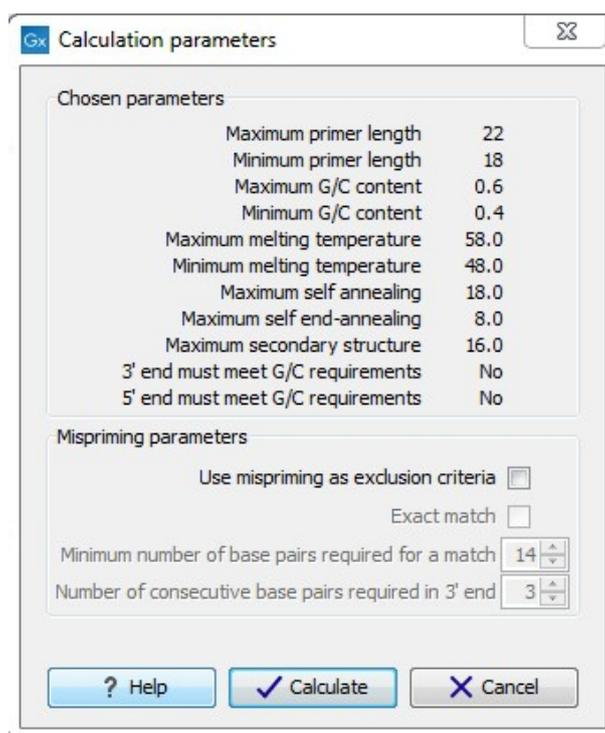 Gx Calculation parameters
Chosen parameters
Maximum primer length 22
Minimum primer length 18
Maximum G/C content 0.6
Minimum G/C content 0.4
Maximum melting temperature 58.0
Minimum melting temperature 48.0
Maximum self annealing 18.0
Maximum self end-annealing 8.0
Maximum secondary structure 16.0
3' end must meet G/C requirements No
5' end must meet G/C requirements No
Mispriming parameters
Use mispriming as exclusion criteria
Exact match
Minimum number of base pairs required for a match 14
Number of consecutive base pairs required in 3' end 3
? Help Calculate Cancel